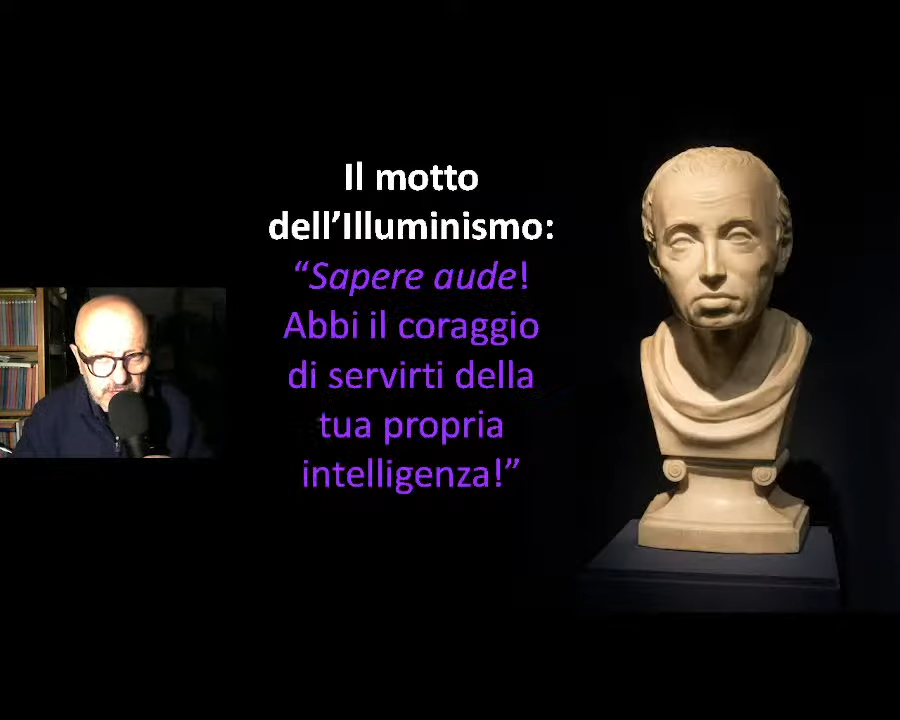 Il motto
dell’Illuminismo:
“Sapere aude!
Abbi il coraggio
di servirti della
tua propria
intelligenza!”